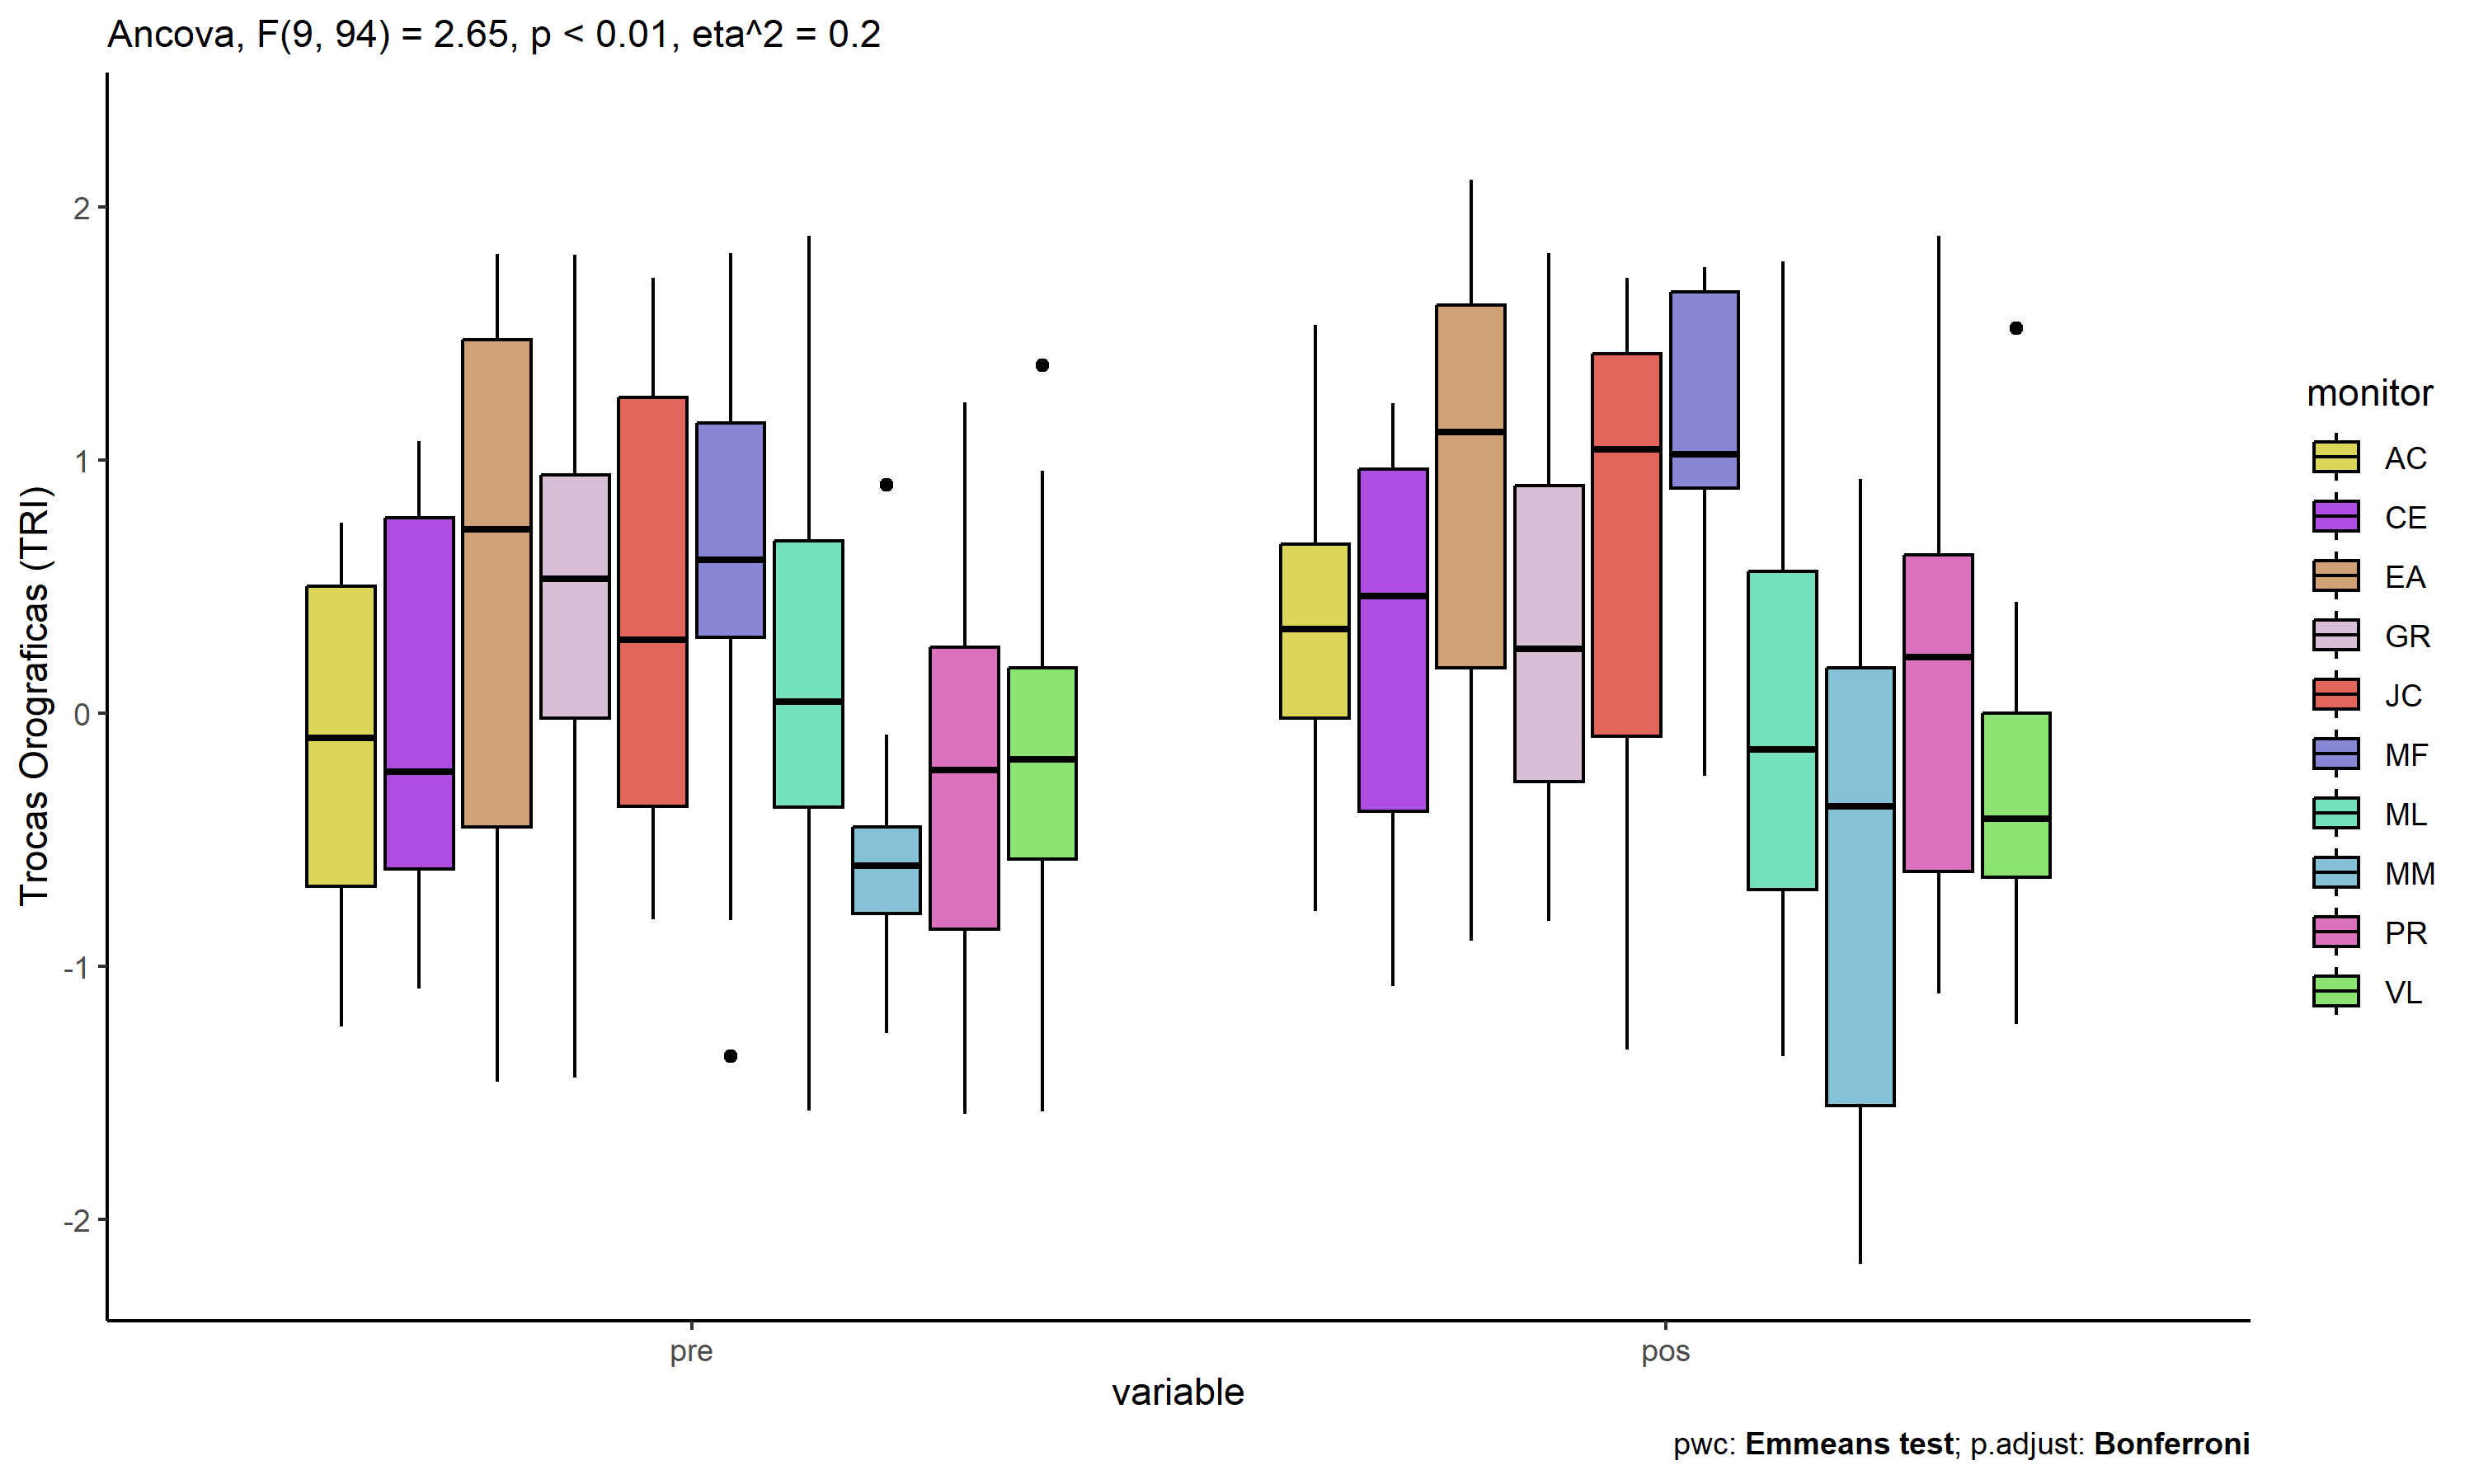 Ancova, F(9, 94) = 2.65, p < 0.01, eta^2 = 0.2
Trocas Orograficas (TRI)
2
1
0
-1
-2
pre
pos
variable
monitor
AC
CE
EA
GR
JC
MF
ML
MM
PR
VL
pwc: Emmeans test; p.adjust: Bonferroni